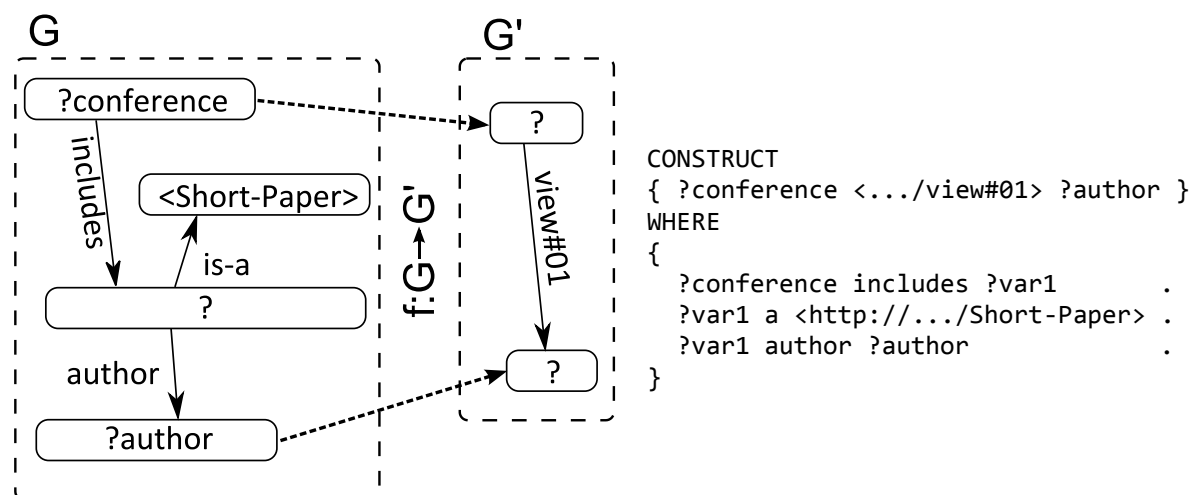 G
?conference
includes
<Short-Paper>
is-a
?
author
?author
f:G→G'
G'
?
view#01
?
CONSTRUCT
{ ?conference <.../view#01> ?author }
WHERE
{
  ?conference includes ?var1       .
  ?var1 a <http://.../Short-Paper> .
  ?var1 author ?author             .
}